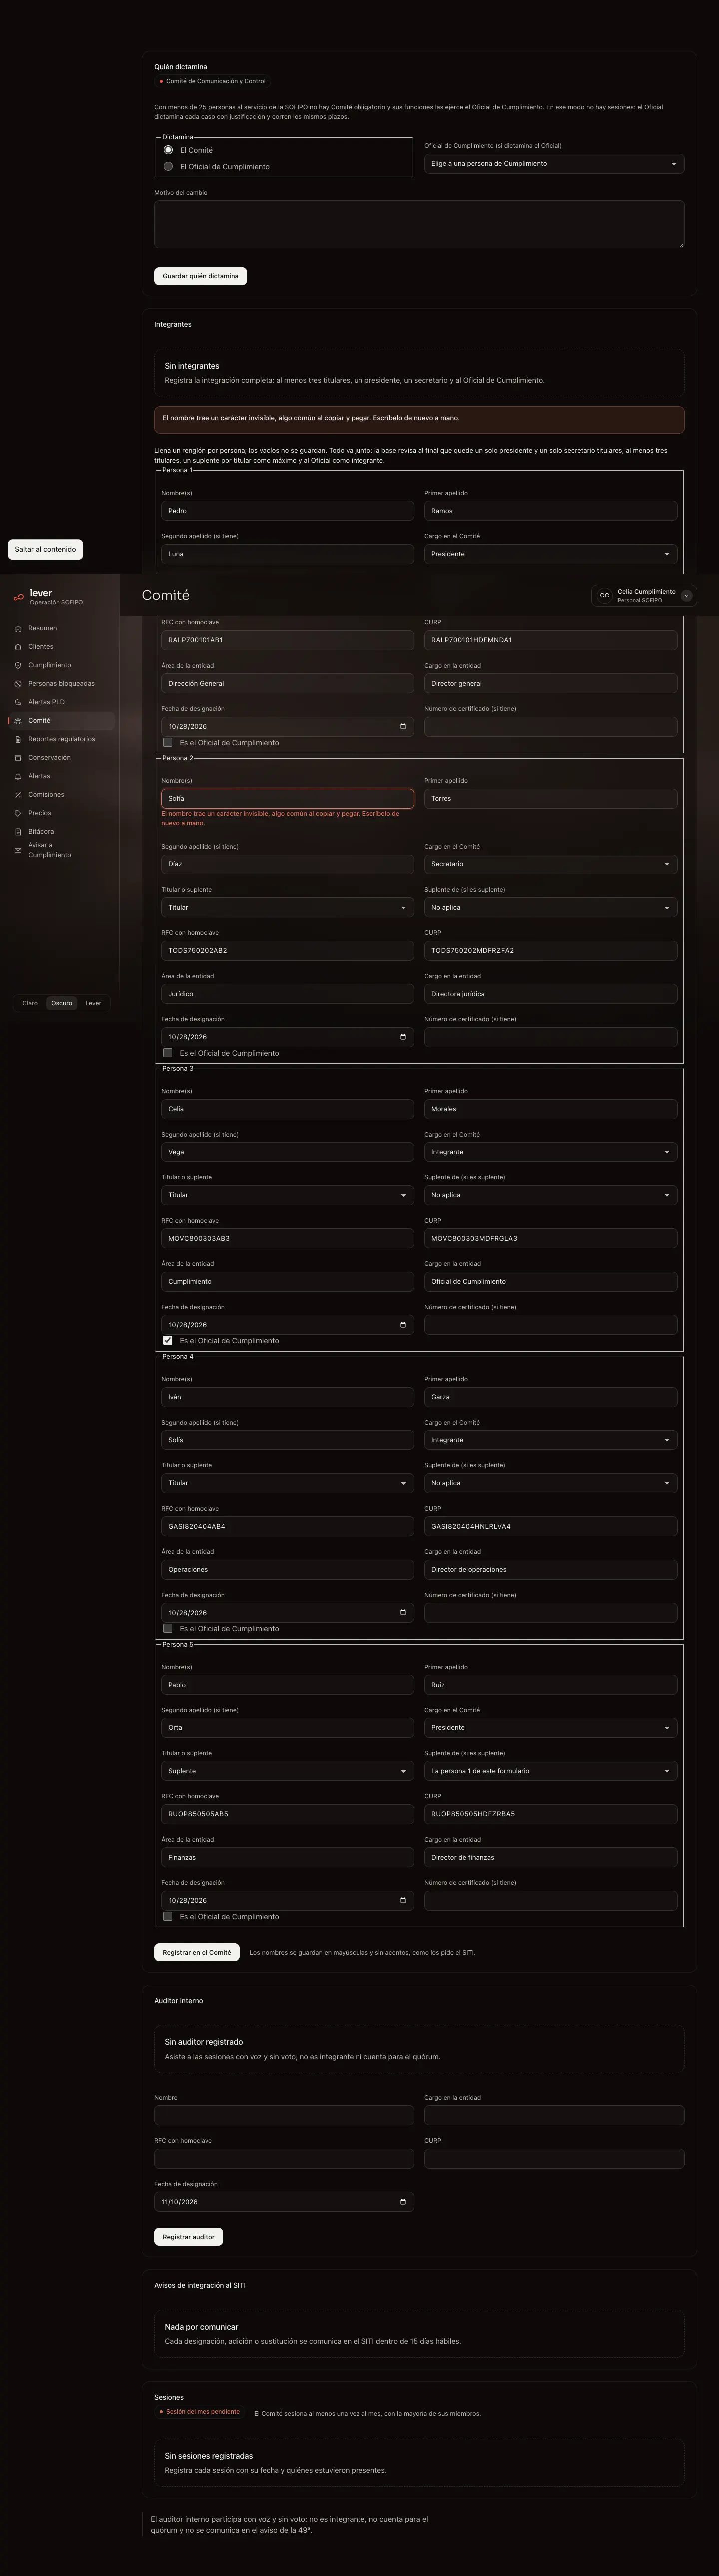 Quién dictamina
Comité de Comunicación y Control
Con menos de 25 personas al servicio de la SOFIPO no hay Comité obligatorio y sus funciones las ejerce el Oficial de Cumplimiento. En ese modo no hay sesiones: el Oficial
dictamina cada caso con justificación y corren los mismos plazos.
Dictamina
El Comité
El Oficial de Cumplimiento
Oficial de Cumplimiento (si dictamina el Oficial)
Elige a una persona de Cumplimiento
Motivo del cambio
Guardar quién dictamina
Integrantes
Sin integrantes
Registra la integración completa: al menos tres titulares, un presidente, un secretario y al Oficial de Cumplimiento.
El nombre trae un carácter invisible, algo común al copiar y pegar. Escríbelo de nuevo a mano.
Llena un renglón por persona; los vacíos no se guardan. Todo va junto: la base revisa al final que quede un solo presidente y un solo secretario titulares, al menos tres
titulares, un suplente por titular como máximo y al Oficial como integrante.
Persona 1
Nombre(s)
Primer apellido
Pedro
Ramos
Segundo apellido (si tiene)
Cargo en el Comité
Luna
Presidente
Saltar al contenido
lever
Operación SOFIPO
Resumen
Clientes
Cumplimiento
Personas bloqueadas
Alertas PLD
Comité
Reportes regulatorios
Conservación
Alertas
Comisiones
Precios
Bitácora
Avisar a
Cumplimiento
Claro
Oscuro
Lever
Comité
CC
Celia Cumplimiento
Personal SOFIPO
RFC con homoclave
CURP
RALP700101AB1
RALP700101HDFMNDA1
Área de la entidad
Cargo en la entidad
Dirección General
Director general
Fecha de designación
Número de certificado (si tiene)
10/28/2026
Es el Oficial de Cumplimiento
Persona 2
Nombre(s)
Primer apellido
Sofía
Torres
El nombre trae un carácter invisible, algo común al copiar y pegar. Escríbelo de
nuevo a mano.
Segundo apellido (si tiene)
Cargo en el Comité
Díaz
Secretario
Titular o suplente
Suplente de (si es suplente)
Titular
No aplica
RFC con homoclave
CURP
TODS750202AB2
TODS750202MDFRZFA2
Área de la entidad
Cargo en la entidad
Jurídico
Directora jurídica
Fecha de designación
Número de certificado (si tiene)
10/28/2026
Es el Oficial de Cumplimiento
Persona 3
Nombre(s)
Primer apellido
Celia
Morales
Segundo apellido (si tiene)
Cargo en el Comité
Vega
Integrante
Titular o suplente
Suplente de (si es suplente)
Titular
No aplica
RFC con homoclave
CURP
MOVC800303AB3
MOVC800303MDFRGLA3
Área de la entidad
Cargo en la entidad
Cumplimiento
Oficial de Cumplimiento
Fecha de designación
Número de certificado (si tiene)
10/28/2026
Es el Oficial de Cumplimiento
Persona 4
Nombre(s)
Primer apellido
Iván
Garza
Segundo apellido (si tiene)
Cargo en el Comité
Solís
Integrante
Titular o suplente
Suplente de (si es suplente)
Titular
No aplica
RFC con homoclave
CURP
GASI820404AB4
GASI820404HNLRLVA4
Área de la entidad
Cargo en la entidad
Operaciones
Director de operaciones
Fecha de designación
Número de certificado (si tiene)
10/28/2026
Es el Oficial de Cumplimiento
Persona 5
Nombre(s)
Primer apellido
Pablo
Ruiz
Segundo apellido (si tiene)
Cargo en el Comité
Orta
Presidente
Titular o suplente
Suplente de (si es suplente)
Suplente
La persona 1 de este formulario
RFC con homoclave
CURP
RUOP850505AB5
RUOP850505HDFZRBA5
Área de la entidad
Cargo en la entidad
Finanzas
Director de finanzas
Fecha de designación
Número de certificado (si tiene)
10/28/2026
Es el Oficial de Cumplimiento
Registrar en el Comité
Los nombres se guardan en mayúsculas y sin acentos, como los pide el SITI.
Auditor interno
Sin auditor registrado
Asiste a las sesiones con voz y sin voto; no es integrante ni cuenta para el quórum.
Nombre
Cargo en la entidad
RFC con homoclave
CURP
Fecha de designación
11/10/2026
Registrar auditor
Avisos de integración al SITI
Nada por comunicar
Cada designación, adición o sustitución se comunica en el SITI dentro de 15 días hábiles.
Sesiones
Sesión del mes pendiente
El Comité sesiona al menos una vez al mes, con la mayoría de sus miembros.
Sin sesiones registradas
Registra cada sesión con su fecha y quiénes estuvieron presentes.
El auditor interno participa con voz y sin voto: no es integrante, no cuenta para el
quórum y no se comunica en el aviso de la 49ª.